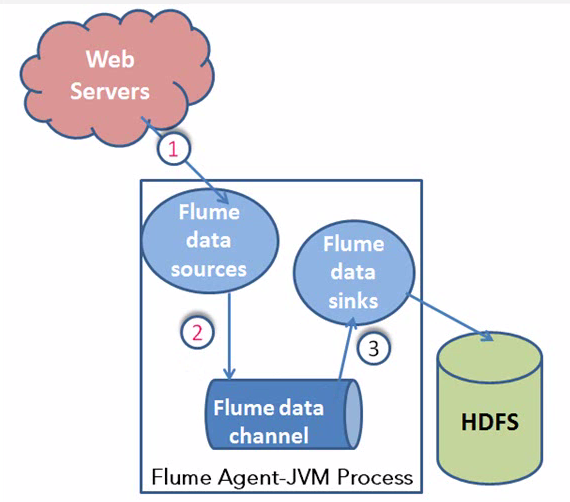 Web
Servers
1
Flume
data
sources
Flume
data
sinks
2
3
Flume data
channel
HDFS
Flume Agent-JVM Process